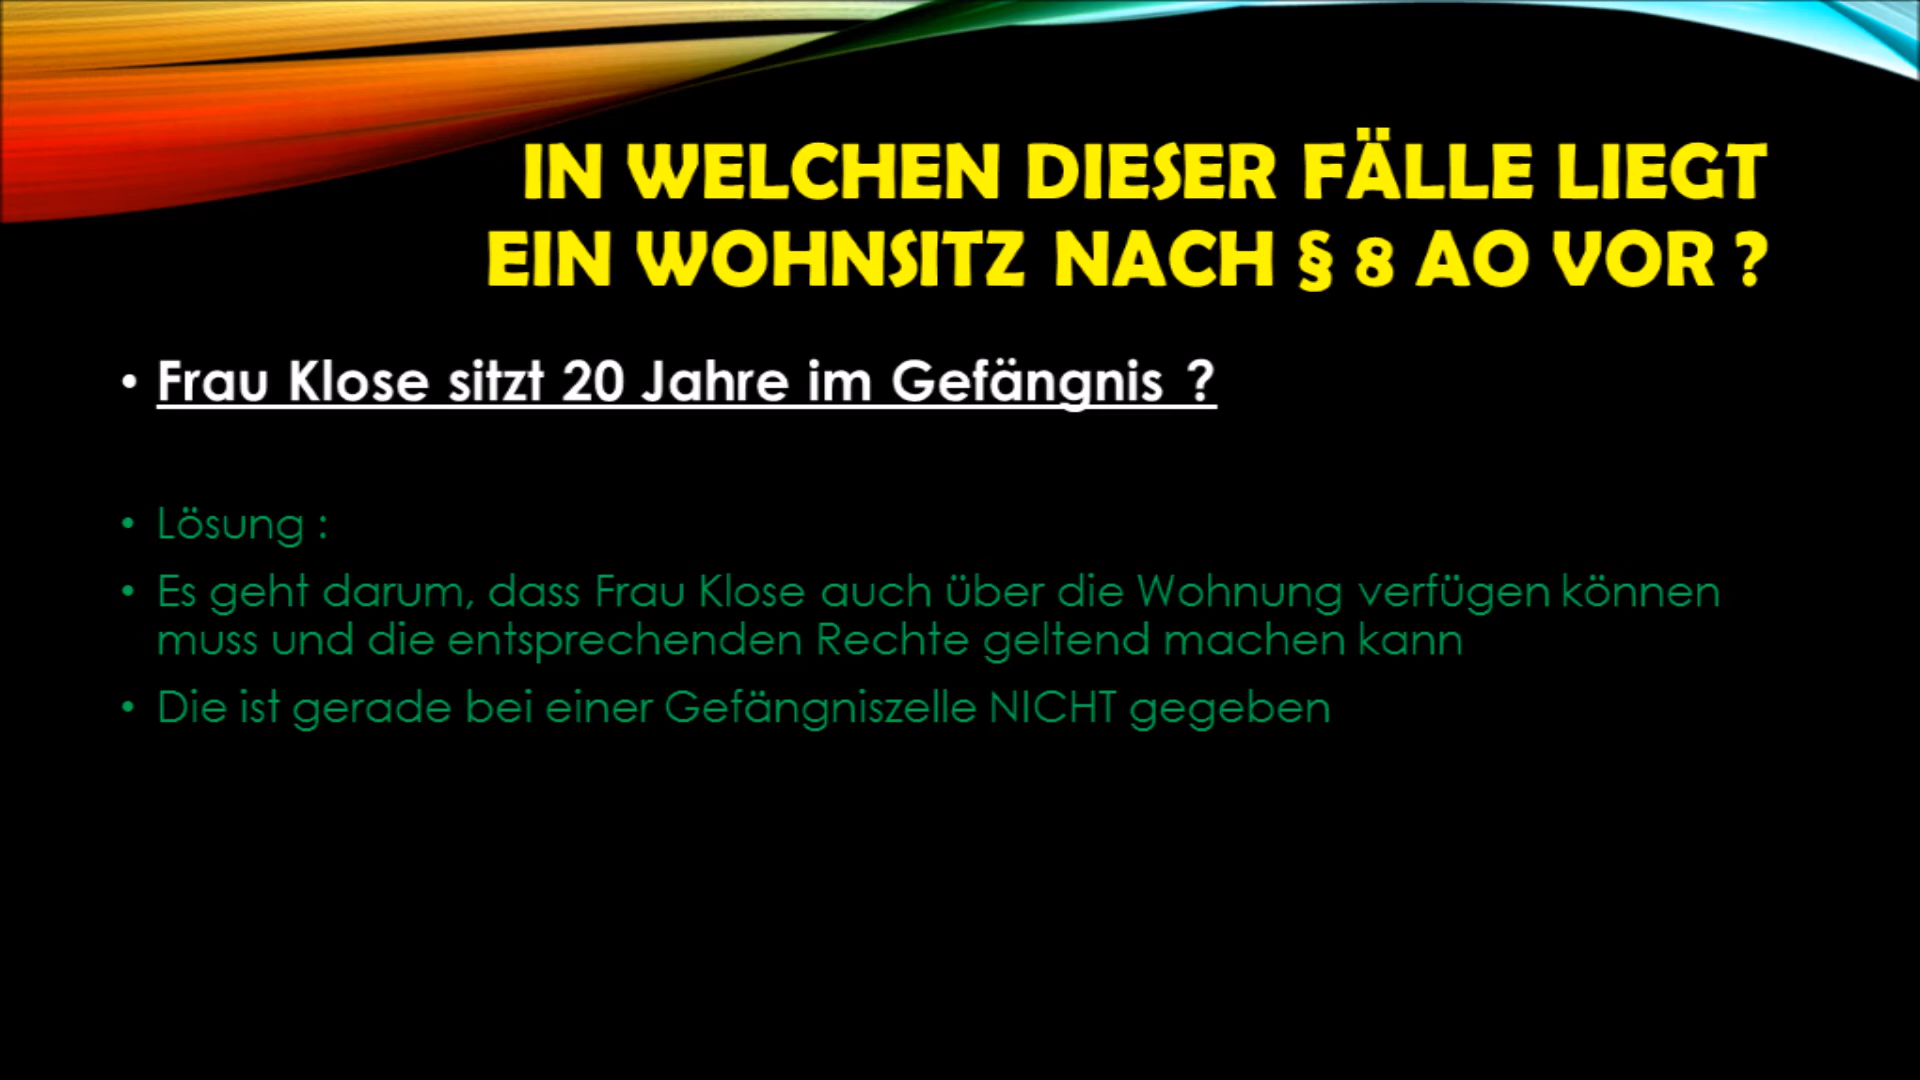 IN WELCHEN DIESER FÄLLE LIEGT
EIN WOHNSITZ NACH § 8 AO VOR ?
• Frau Klose sitzt 20 Jahre im Gefängnis ?
• Lösung :
• Es geht darum, dass Frau Klose auch über die Wohnung verfügen können
muss und die entsprechenden Rechte geltend machen kann
• Die ist gerade bei einer Gefängniszelle NICHT gegeben